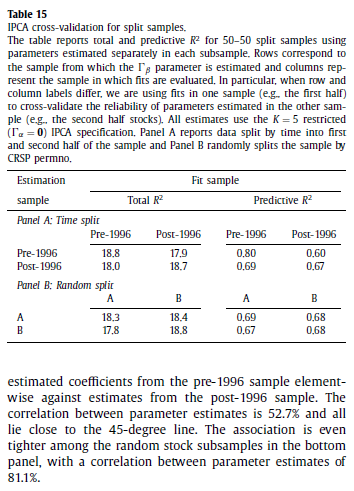 Table 15
IPCA cross-validation for split samples.
The table reports total and predictive R² for 50–50 split samples using
parameters estimated separately in each subsample. Rows correspond to
the sample from which the Γβ parameter is estimated and columns rep-
resent the sample in which fits are evaluated. In particular, when row and
column labels differ, we are using fits in one sample (e.g., the first half)
to cross-validate the reliability of parameters estimated in the other sam-
ple (e.g., the second half stocks). All estimates use the K = 5 restricted
(Γα = 0) IPCA specification. Panel A reports data split by time into first
and second half of the sample and Panel B randomly splits the sample by
CRSP permno.
Estimation Fit sample
sample Total R² Predictive R²
Panel A: Time split
Pre-1996 Post-1996 Pre-1996 Post-1996
Pre-1996 18.8 17.9 0.80 0.60
Post-1996 18.0 18.7 0.69 0.67
Panel B: Random split
A B A B
A 18.3 18.4 0.69 0.68
B 17.8 18.8 0.67 0.68
estimated coefficients from the pre-1996 sample element-
wise against estimates from the post-1996 sample. The
correlation between parameter estimates is 52.7% and all
lie close to the 45-degree line. The association is even
tighter among the random stock subsamples in the bottom
panel, with a correlation between parameter estimates of
81.1%.